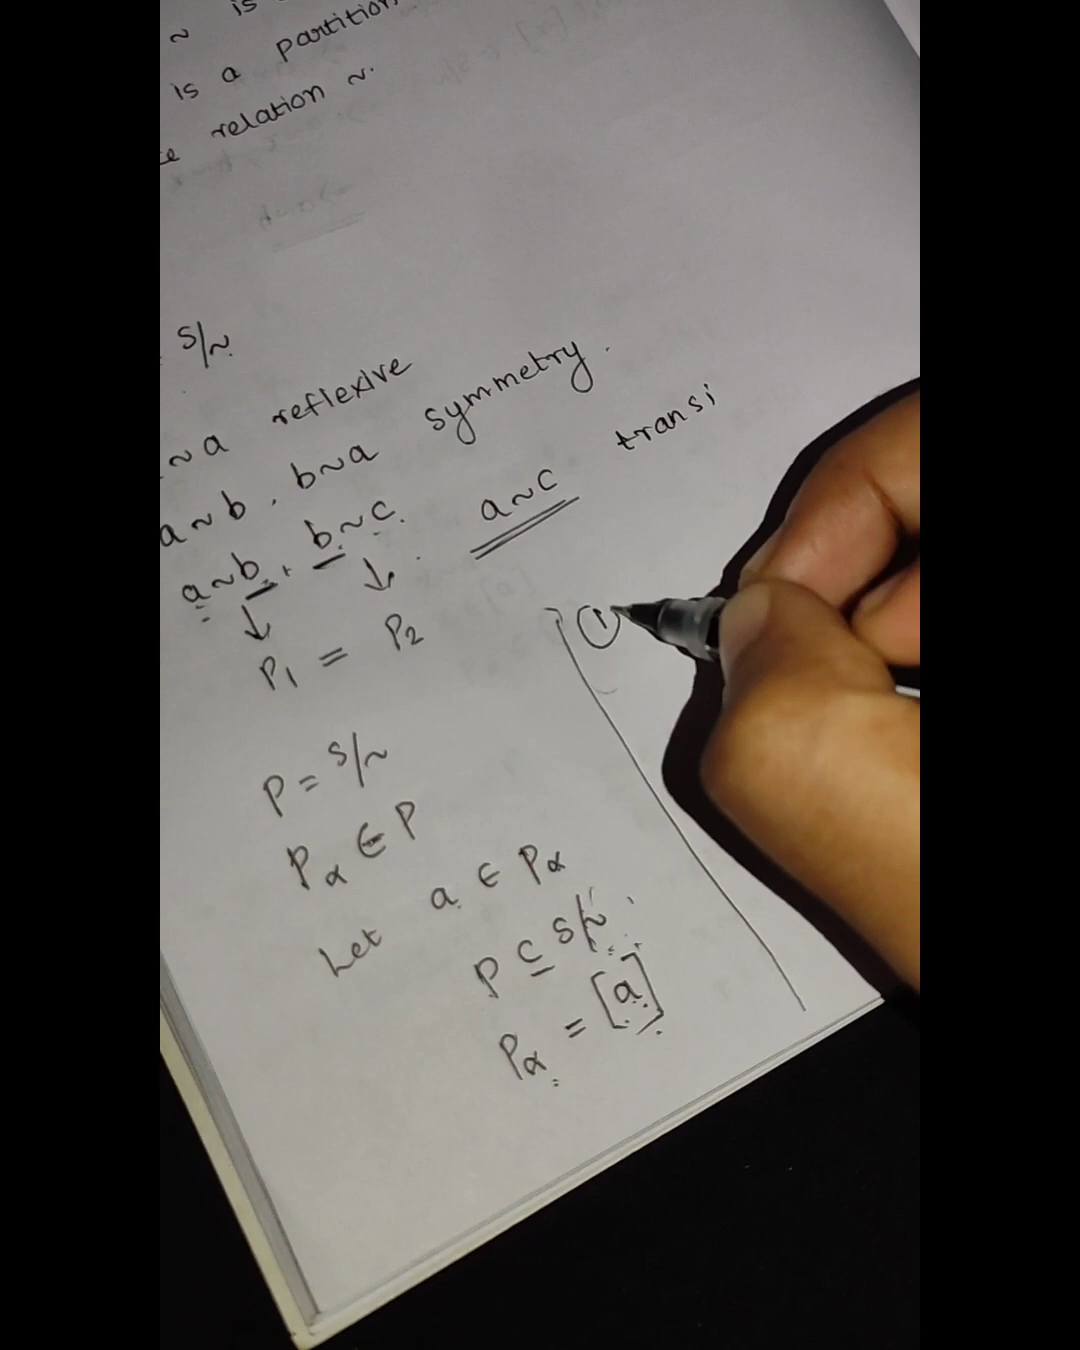 ~ is
is a partition
relation ~.
S/~
~a reflexive
a~b, b~a symmetry.
a~b, b~c. a~c transi
↓ ↓
P₁ = P₂
①
P = S/~
Pα ∈ P
Let a ∈ Pα
P ⊆ S/~.
Pα = [a]